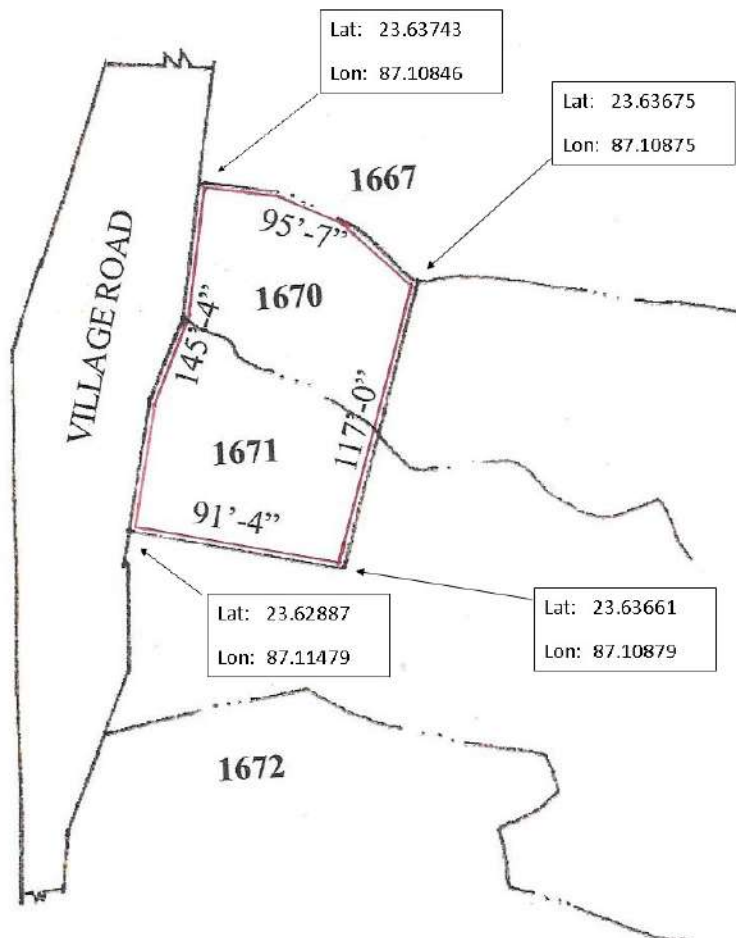 Lat: 23.63743
Lon: 87.10846
Lat: 23.63675
Lon: 87.10875
1667
95’-7”
1670
145’-4”
VILLAGE ROAD
117’-0”
1671
91’-4”
Lat: 23.62887
Lon: 87.11479
Lat: 23.63661
Lon: 87.10879
1672